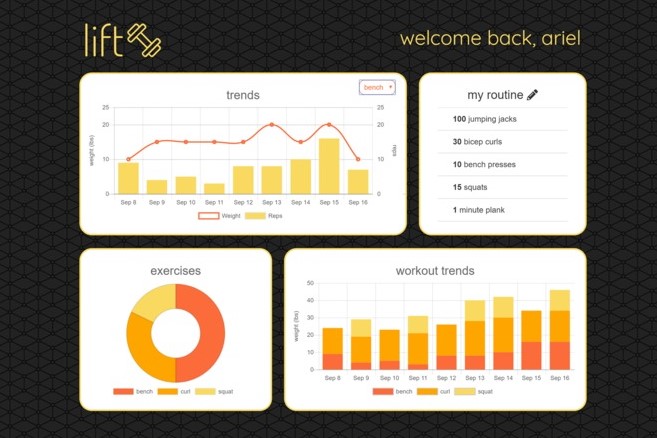 lift
welcome back, ariel
trends
bench
25
20
10
0
weight (lbs)
25
20
10
0
reps
Sep 8 Sep 9 Sep 10 Sep 11 Sep 12 Sep 13 Sep 14 Sep 15 Sep 16
Weight Reps
my routine
100 jumping jacks
30 bicep curls
10 bench presses
15 squats
1 minute plank
exercises
bench curl squat
workout trends
50
40
30
20
10
0
weight (lbs)
Sep 8 Sep 9 Sep 10 Sep 11 Sep 12 Sep 13 Sep 14 Sep 15 Sep 16
bench curl squat